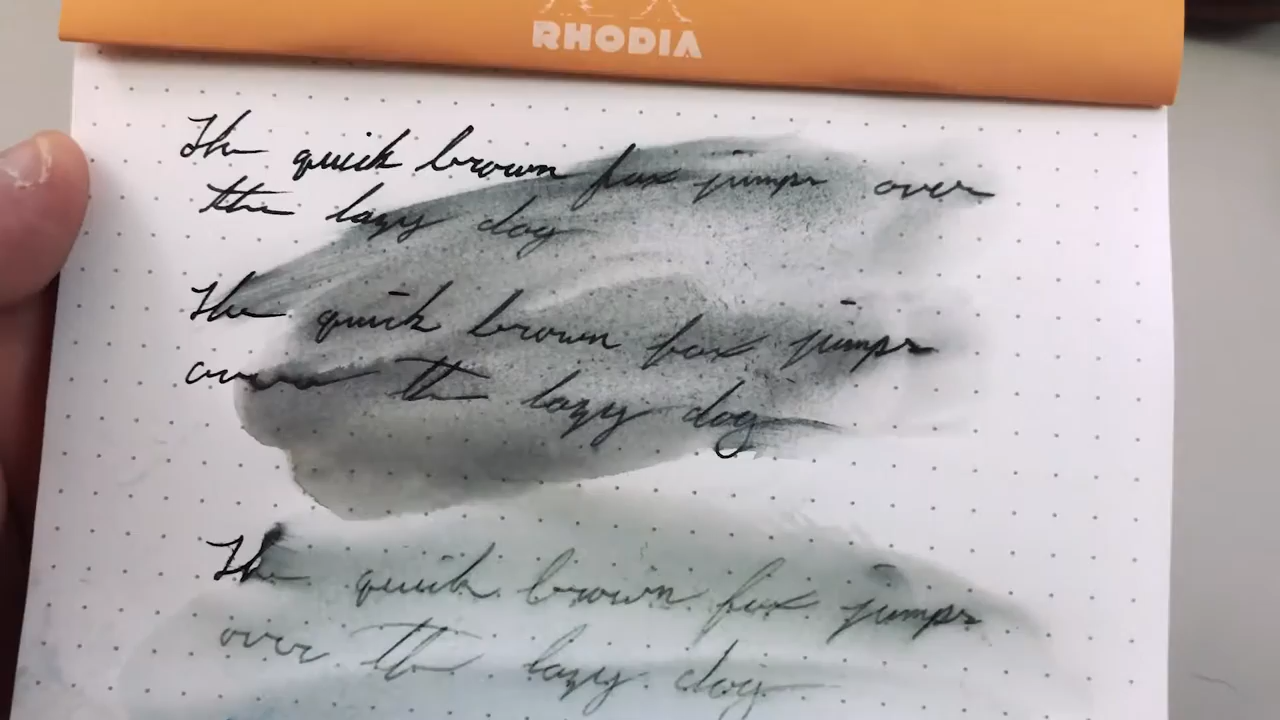 RHODIA
The quick brown fox jumps over
the lazy dog
The quick brown fox jumps
over the lazy dog
The quick brown fox jumps
over the lazy dog